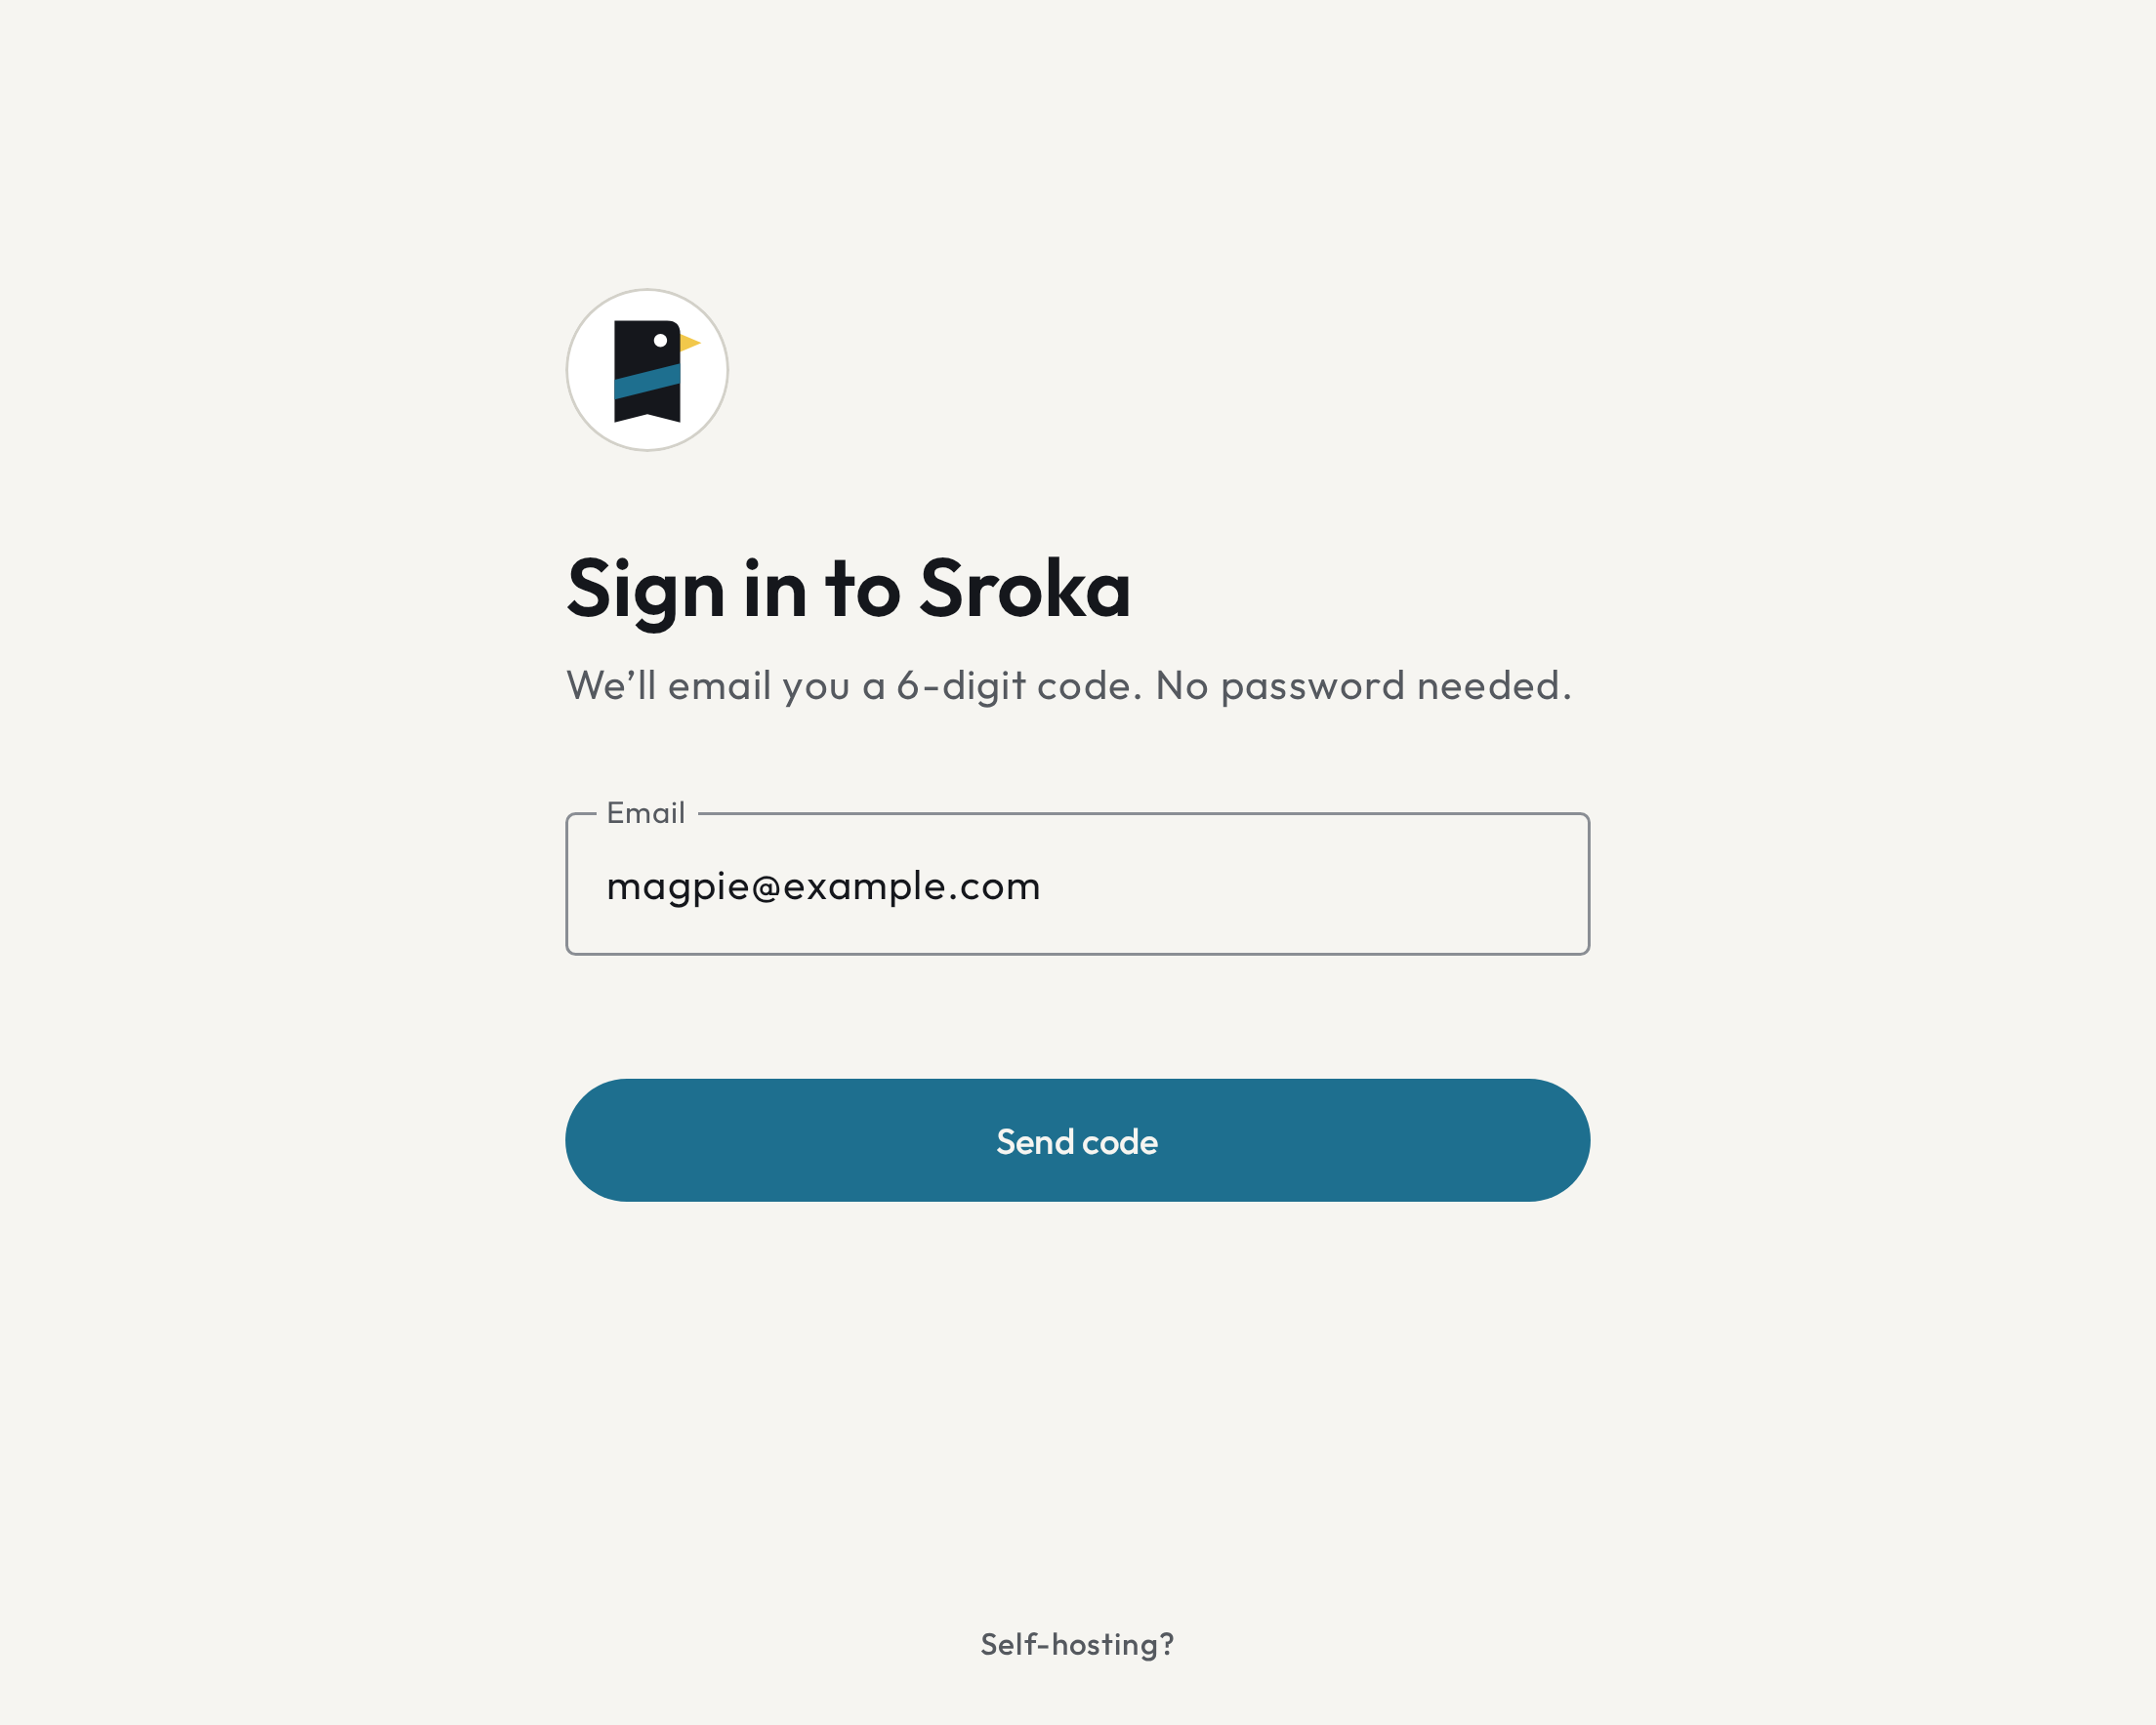 Sign in to Sroka
We’ll email you a 6-digit code. No password needed.
Email
magpie@example.com
Send code
Self-hosting?